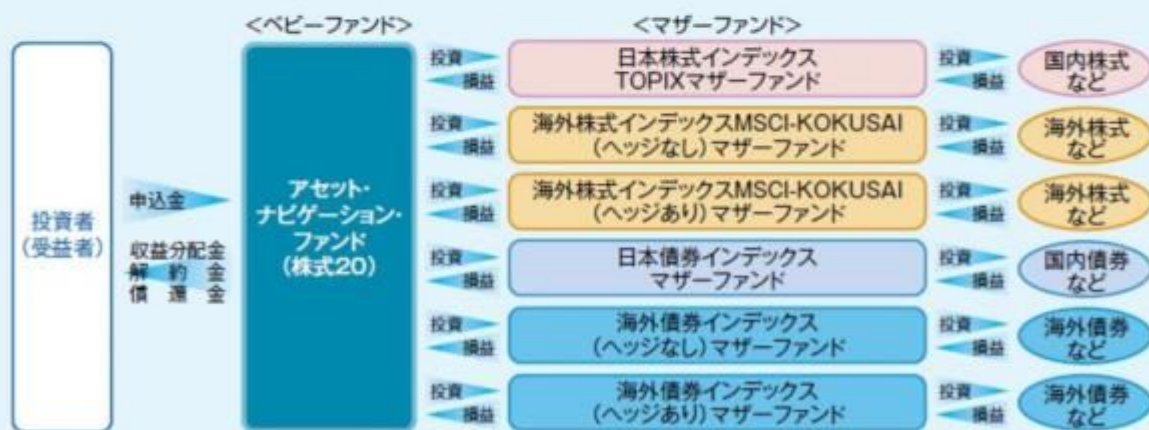 <ベビーファンド>
<マザーファンド>
投資者
(受益者)
申込金
収益分配金
解約金
償還金
アセット・
ナビゲーション・
ファンド
(株式20)
投資
損益
日本株式インデックス
TOPIXマザーファンド
投資
損益
国内株式
など
投資
損益
海外株式インデックスMSCI-KOKUSAI
(ヘッジなし)マザーファンド
投資
損益
海外株式
など
投資
損益
海外株式インデックスMSCI-KOKUSAI
(ヘッジあり)マザーファンド
投資
損益
海外株式
など
投資
損益
日本債券インデックス
マザーファンド
投資
損益
国内債券
など
投資
損益
海外債券インデックス
(ヘッジなし)マザーファンド
投資
損益
海外債券
など
投資
損益
海外債券インデックス
(ヘッジあり)マザーファンド
投資
損益
海外債券
など